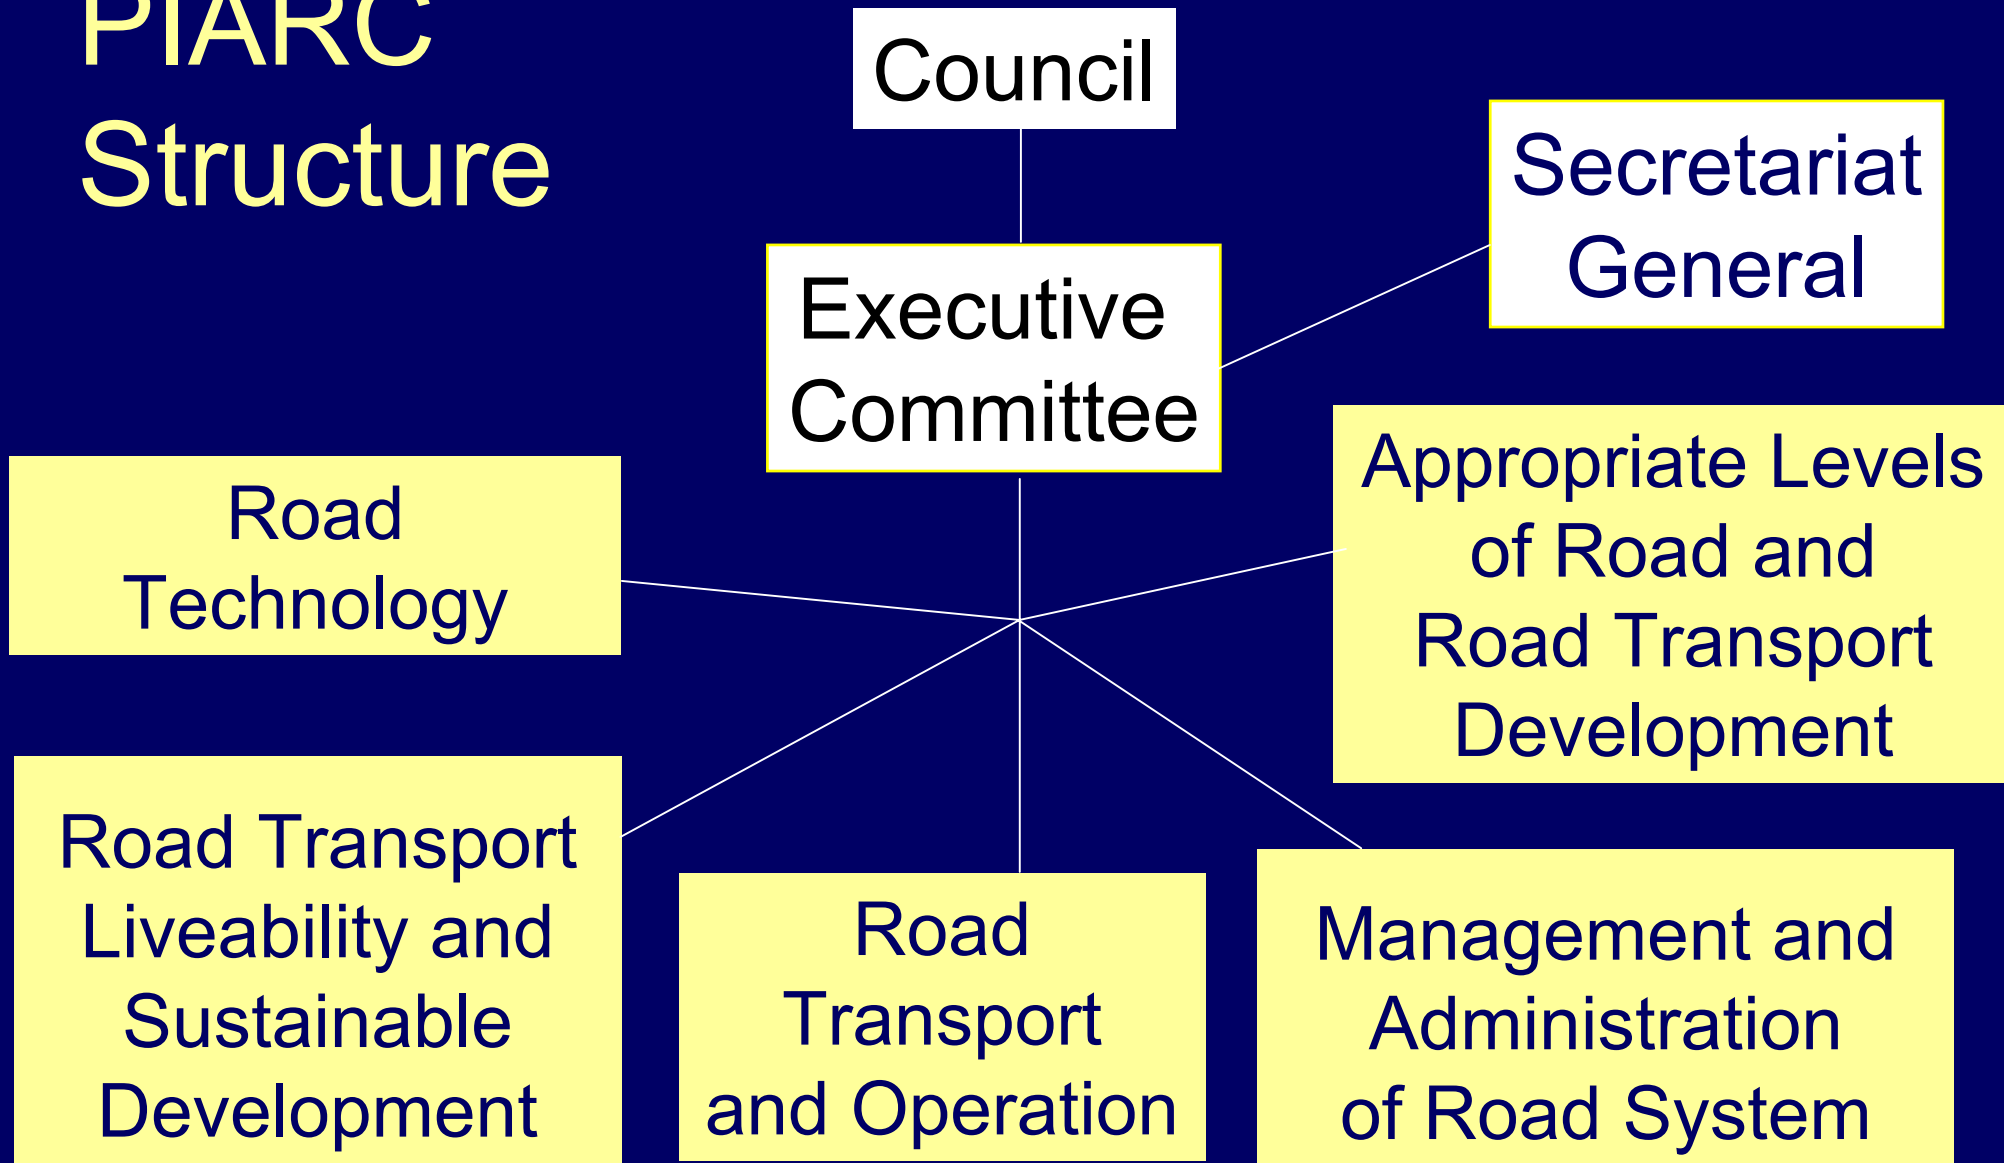 PIARC
Structure
Council
Secretariat
General
Executive
Committee
Road
Technology
Appropriate Levels
of Road and
Road Transport
Development
Road Transport
Liveability and
Sustainable
Development
Road
Transport
and Operation
Management and
Administration
of Road System